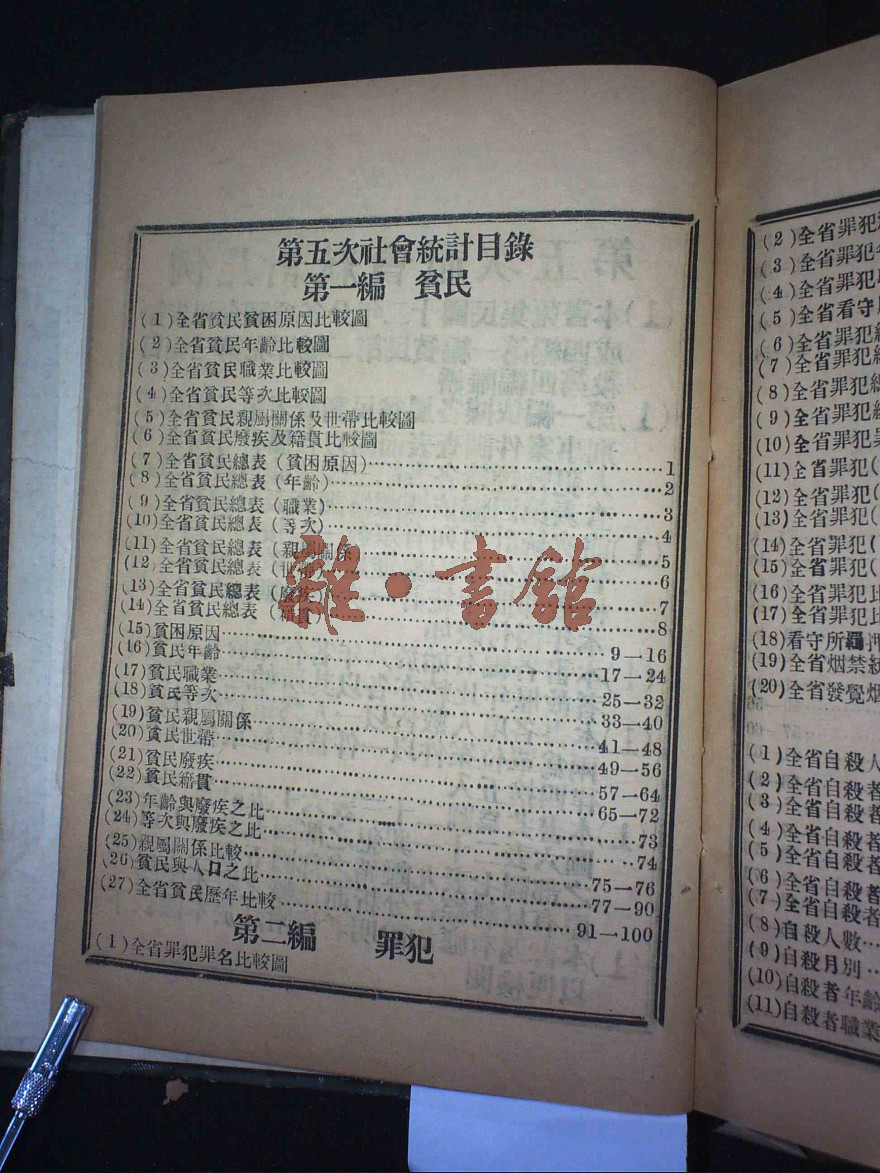 第五次社會統計目錄
第一編 貧民
(1)全省貧民貧困原因比較圖
(2)全省貧民年齡比較圖
(3)全省貧民職業比較圖
(4)全省貧民等次比較圖
(5)全省貧民親屬關係及世帶比較圖
(6)全省貧民廢疾及籍貫比較圖
(7)全省貧民總表(貧困原因)……1
(8)全省貧民總表(年齡)……2
(9)全省貧民總表(職業)……3
(10)全省貧民總表(等次)……4
(11)全省貧民總表(親屬關係……5
(12)全省貧民總表(世帶)……6
(13)全省貧民總表(廢疾)……7
(14)全省貧民總表(籍貫)……8
(15)貧困原因……9—16
(16)貧民年齡……17—24
(17)貧民職業……25—32
(18)貧民等次……33—40
(19)貧民親屬關係……41—48
(20)貧民世帶……49—56
(21)貧民廢疾……57—64
(22)貧民籍貫……65—72
(23)年齡與廢疾之比……73
(24)等次與廢疾之比……74
(25)親屬關係比較……75—76
(26)貧民與人口之比……77—90
(27)全省貧民歷年比較……91—100
第二編 罪犯
(1)全省罪犯罪名比較圖
雜·書館
(2)全省罪犯
(3)全省罪犯
(4)全省罪犯
(5)全省看守
(6)全省罪犯
(7)全省罪犯
(8)全省罪犯
(9)全省罪犯
(10)全省罪犯
(11)全省罪犯(
(12)全省罪犯(
(13)全省罪犯(
(14)全省罪犯(
(15)全省罪犯(
(16)全省罪犯比
(17)全省罪犯比
(18)看守所羈押
(19)全省烟禁
(20)全省發覺烟
(1)全省自殺人
(2)全省自殺者
(3)全省自殺者
(4)全省自殺者
(5)全省自殺者
(6)全省自殺者
(7)全省自殺者
(8)自殺人數…
(9)自殺月別…
(10)自殺者年齡
(11)自殺者職業